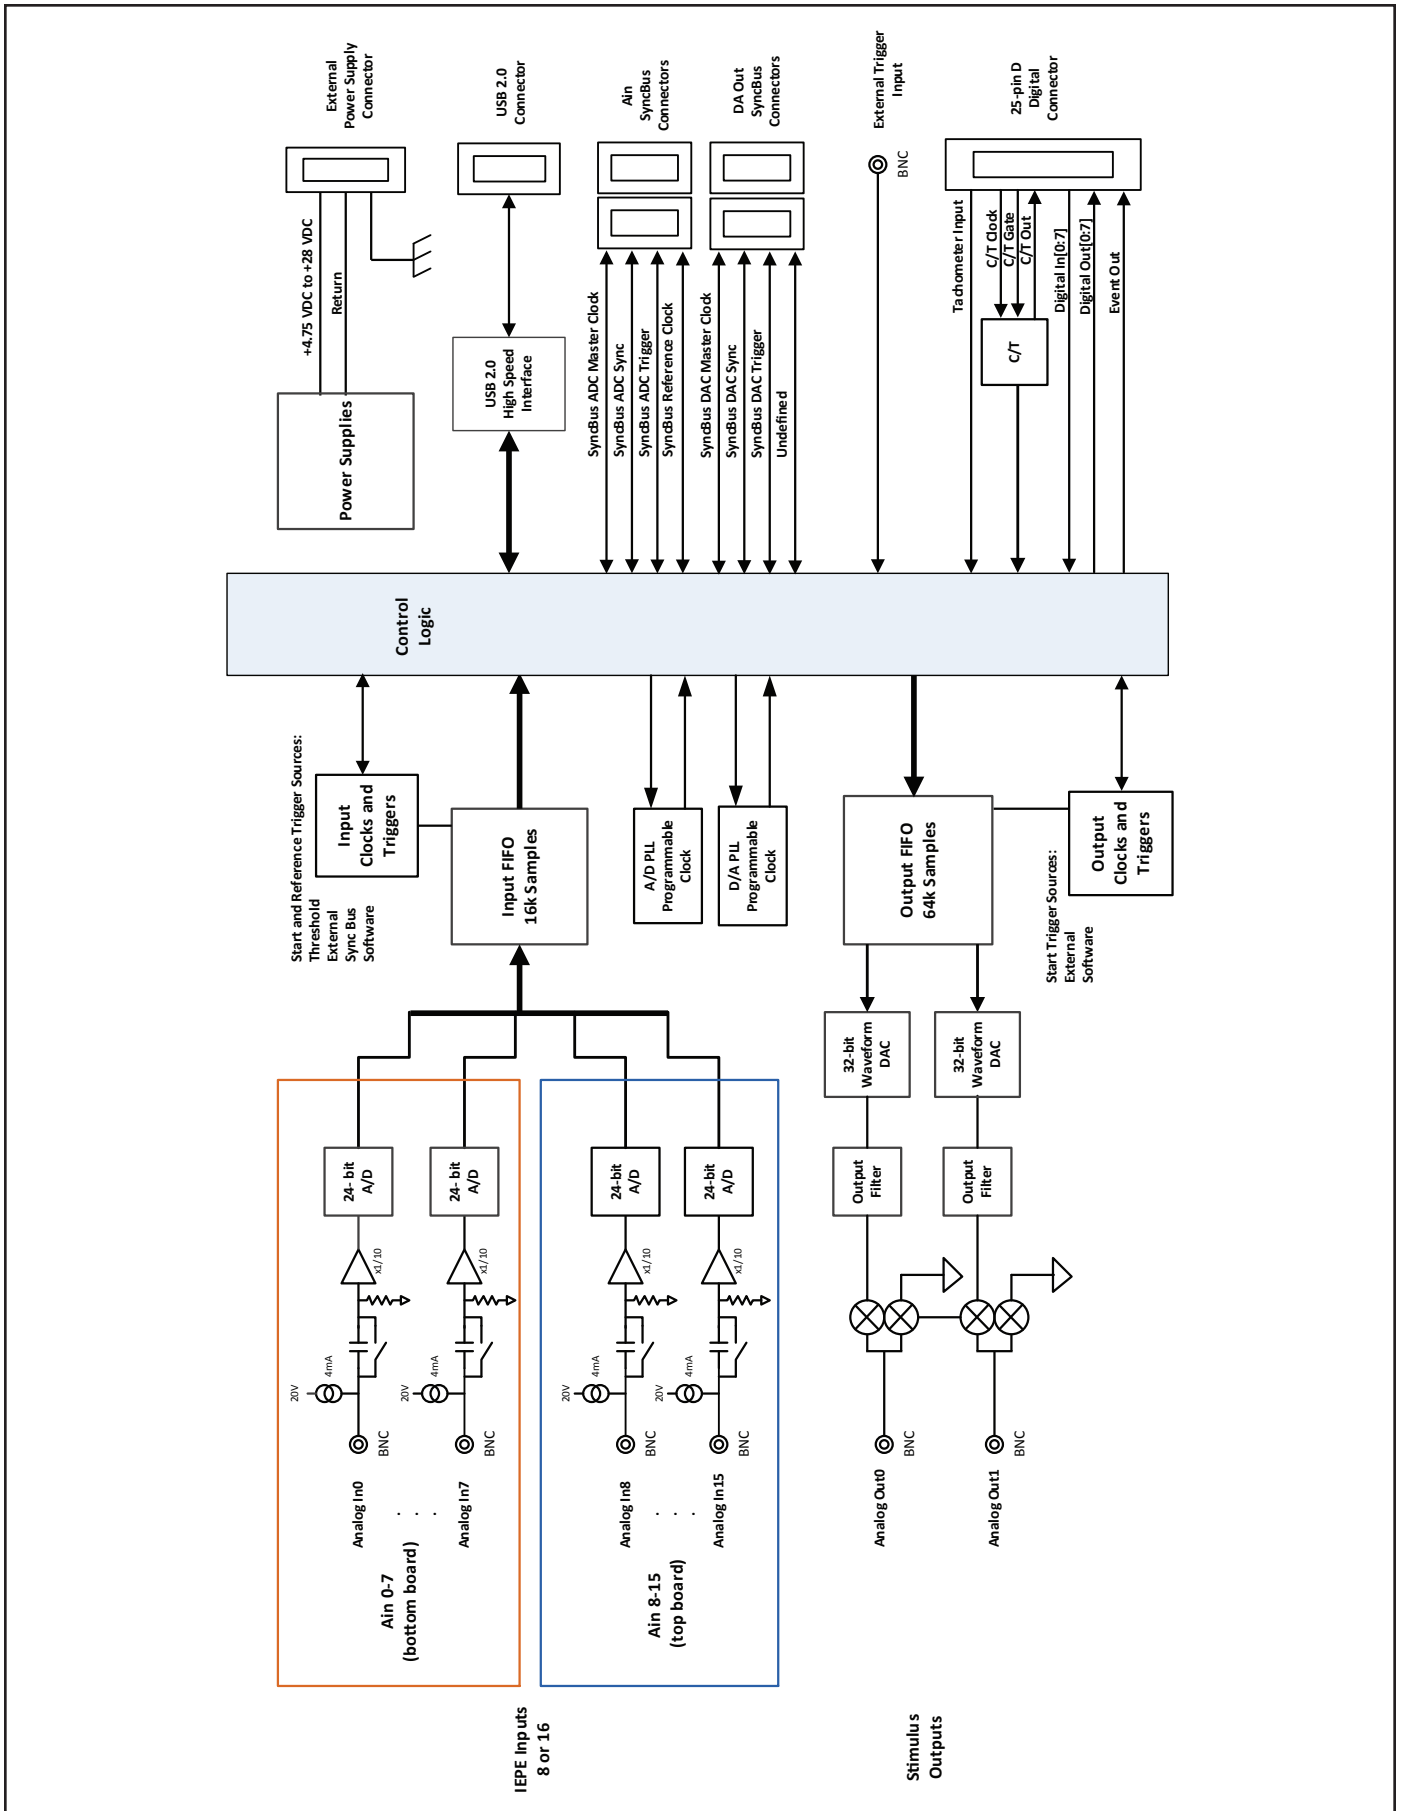 External
Power Supply
Connector
USB 2.0
Connector
Ain
SyncBus
Connectors
DA Out
SyncBus
Connectors
External Trigger
Input
25-pin D
Digital
Connector
BNC
+4.75 VDC to +28 VDC
Return
Power Supplies
USB 2.0
High Speed
Interface
SyncBus ADC Master Clock
SyncBus ADC Sync
SyncBus ADC Trigger
SyncBus Reference Clock
SyncBus DAC Master Clock
SyncBus DAC Sync
SyncBus DAC Trigger
Undefined
Tachometer Input
C/T Clock
C/T Gate
C/T Out
Digital In[0:7]
Digital Out[0:7]
Event Out
C/T
Control
Logic
Start and Reference Trigger Sources:
Threshold
External
Sync Bus
Software
Input
Clocks and
Triggers
Input FIFO
16k Samples
A/D PLL
Programmable
Clock
D/A PLL
Programmable
Clock
Output FIFO
64k Samples
Output
Clocks and
Triggers
Start Trigger Sources:
External
Software
32-bit
Waveform
DAC
32-bit
Waveform
DAC
24- bit
A/D
24- bit
A/D
24-bit
A/D
24-bit
A/D
Output
Filter
Output
Filter
x1/10
x1/10
x1/10
x1/10
20V
4mA
20V
4mA
20V
4mA
20V
4mA
BNC
BNC
BNC
BNC
BNC
BNC
Analog In0
. . .
Analog In7
Analog In8
. . .
Analog In15
Analog Out0
Analog Out1
Ain 0-7
(bottom board)
Ain 8-15
(top board)
IEPE Inputs
8 or 16
Stimulus
Outputs